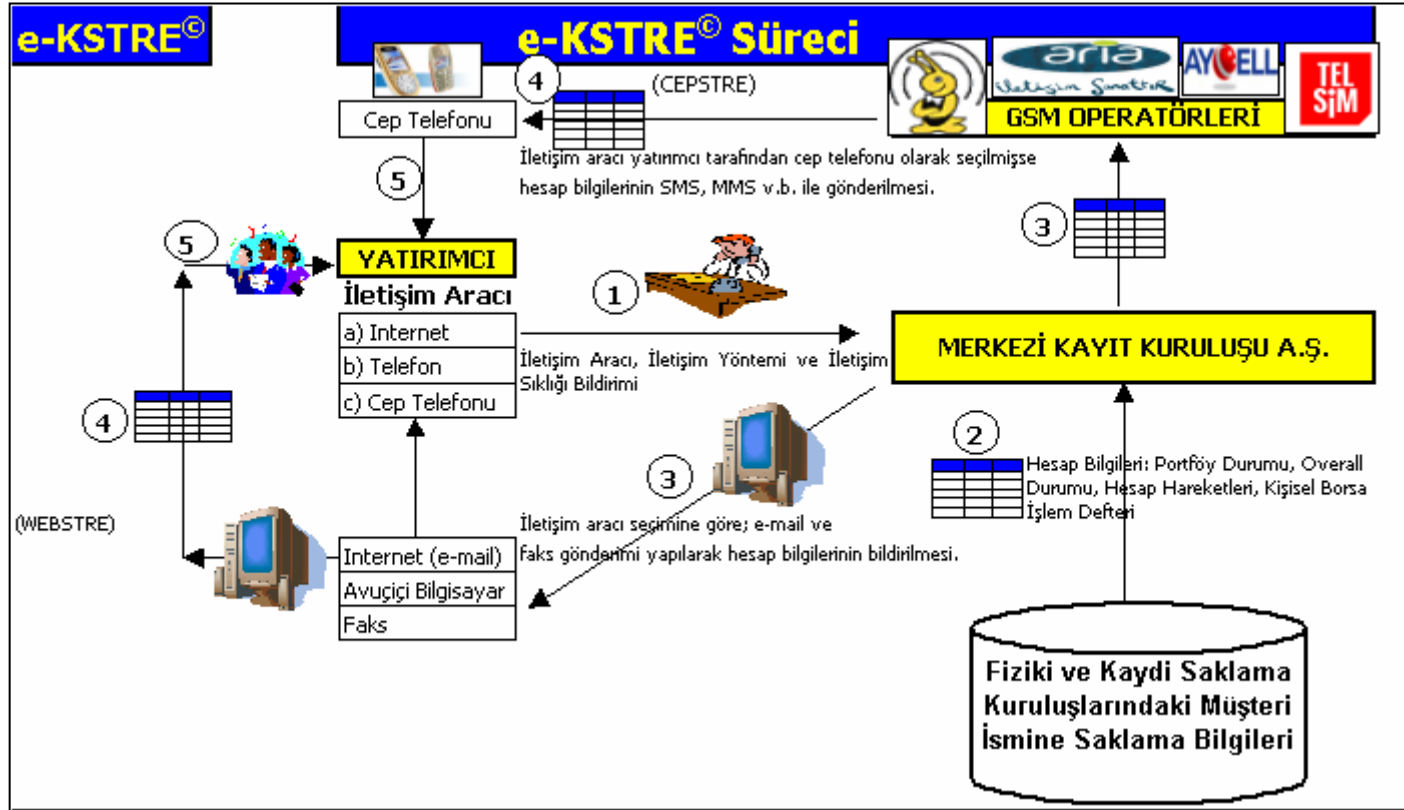 e-KSTRE©
e-KSTRE© Süreci
4
(CEPSTRE)
aria
iletişim Sanattır
AYCELL
TEL
SİM
GSM OPERATÖRLERİ
Cep Telefonu
İletişim aracı yatırımcı tarafından cep telefonu olarak seçilmişse
hesap bilgilerinin SMS, MMS v.b. ile gönderilmesi.
5
3
5
YATIRIMCI
İletişim Aracı
a) Internet
b) Telefon
c) Cep Telefonu
1
İletişim Aracı, İletişim Yöntemi ve İletişim
Sıklığı Bildirimi
MERKEZİ KAYIT KURULUŞU A.Ş.
4
3
2
Hesap Bilgileri: Portföy Durumu, Overall
Durumu, Hesap Hareketleri, Kişisel Borsa
İşlem Defteri
(WEBSTRE)
İletişim aracı seçimine göre; e-mail ve
faks gönderimi yapılarak hesap bilgilerinin bildirilmesi.
Internet (e-mail)
Avuçiçi Bilgisayar
Faks
Fiziki ve Kaydi Saklama
Kuruluşlarındaki Müşteri
İsmine Saklama Bilgileri